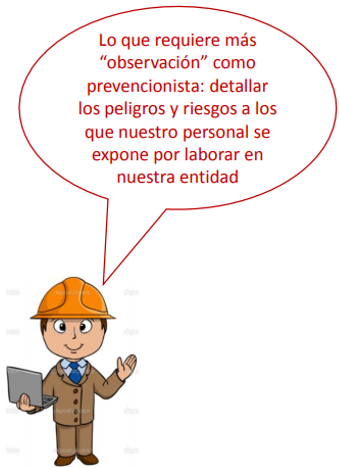 Lo que requiere más
“observación” como
prevencionista: detallar
los peligros y riesgos a los
que nuestro personal se
expone por laborar en
nuestra entidad